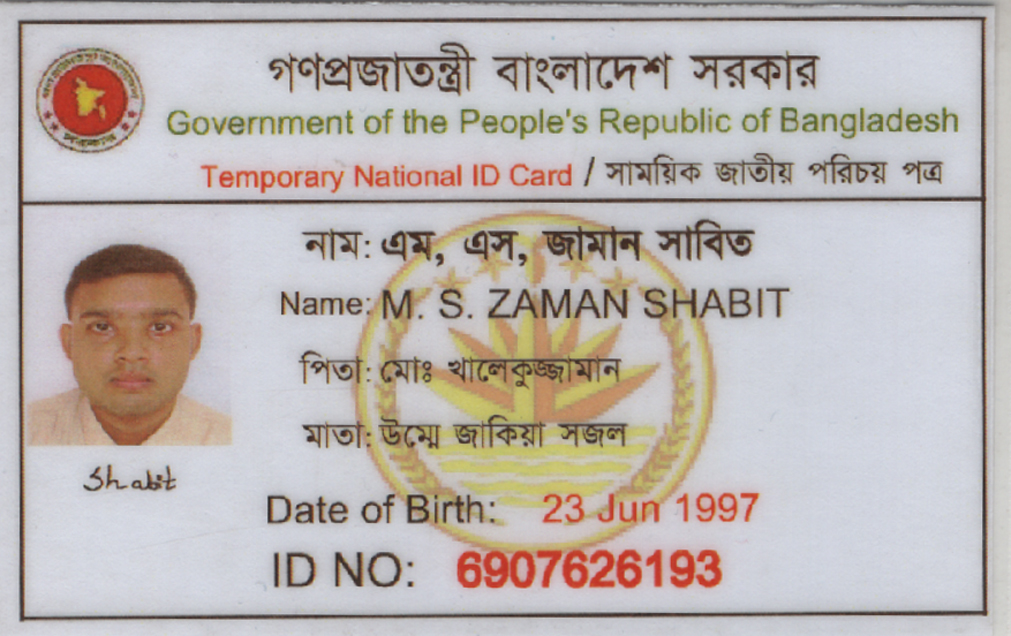 গণপ্রজাতন্ত্রী বাংলাদেশ সরকার
Government of the People's Republic of Bangladesh
Temporary National ID Card / সাময়িক জাতীয় পরিচয় পত্র
নাম: এম, এস, জামান সাবিত
Name: M. S. ZAMAN SHABIT
পিতা: মোঃ খালেকুজ্জামান
মাতা: উম্মে জাকিয়া সজল
Shabit
Date of Birth: 23 Jun 1997
ID NO: 6907626193